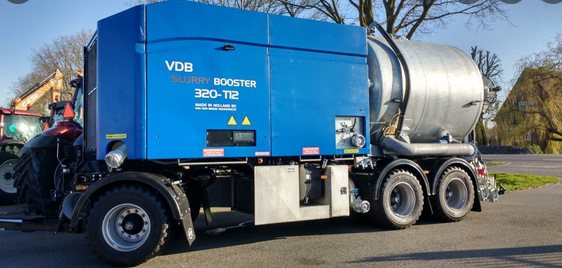 VDB
SLURRY BOOSTER
320-T12
MADE IN HOLLAND BY